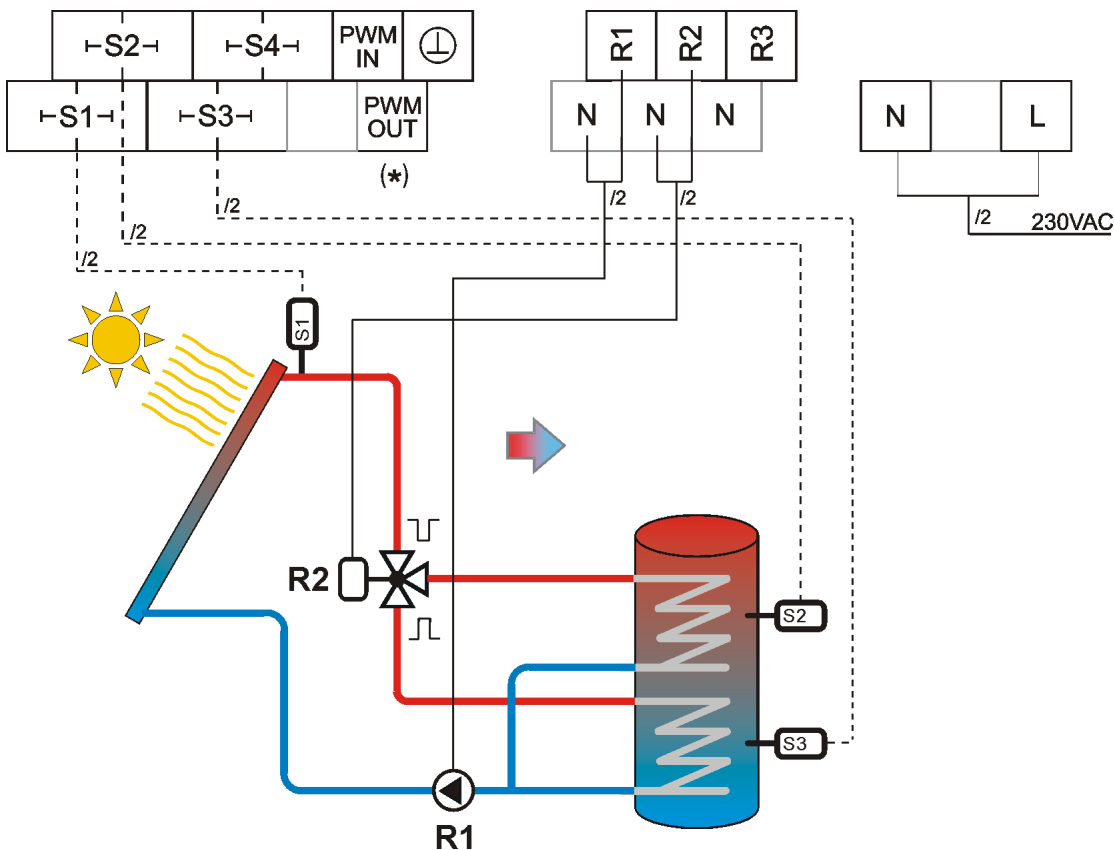 S2 S4 PWM IN
R1 R2 R3
S1 S3 PWM OUT
N N N
N L
(*)
/2 /2 /2 /2
/2 230VAC
/2
/2
S1
R2
S2
S3
R1